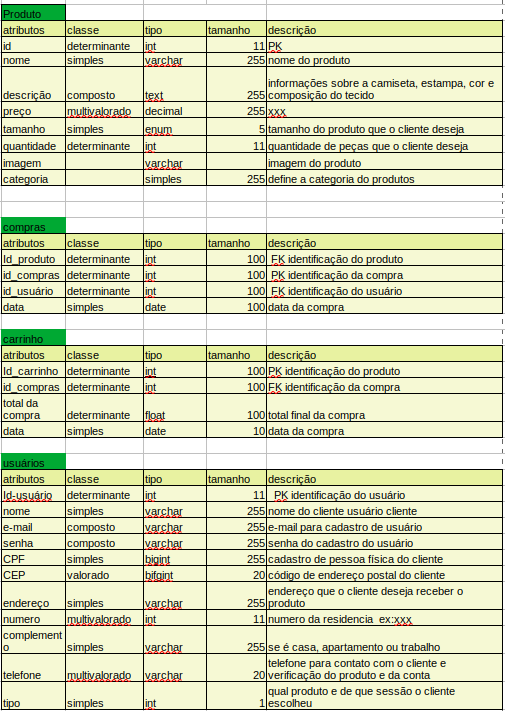 Produto
atributos classe tipo tamanho descrição
id determinante int 11 PK
nome simples varchar 255 nome do produto
informações sobre a camiseta, estampa, cor e
descrição composto text 255 composição do tecido
preço multivalorado decimal 255 xxx
tamanho simples enum 5 tamanho do produto que o cliente deseja
quantidade determinante int 11 quantidade de peças que o cliente deseja
imagem varchar imagem do produto
categoria simples 255 define a categoria do produtos
compras
atributos classe tipo tamanho descrição
Id_produto determinante int 100 FK identificação do produto
id_compras determinante int 100 PK identificação da compra
id_usuário determinante int 100 FK identificação do usuário
data simples date 100 data da compra
carrinho
atributos classe tipo tamanho descrição
Id_carrinho determinante int 100 PK identificação do produto
id_compras determinante int 100 FK identificação da compra
total da
compra determinante float 100 total final da compra
data simples date 10 data da compra
usuários
atributos classe tipo tamanho descrição
Id-usuário determinante int 11 PK identificação do usuário
nome simples varchar 255 nome do cliente usuário cliente
e-mail composto varchar 255 e-mail para cadastro de usuário
senha composto varchar 255 senha do cadastro do usuário
CPF simples bigint 255 cadastro de pessoa física do cliente
CEP valorado bifgint 20 código de endereço postal do cliente
endereço que o cliente deseja receber o
endereço simples varchar 255 produto
numero multivalorado int 11 numero da residencia ex:xxx
complement
o simples varchar 255 se é casa, apartamento ou trabalho
telefone para contato com o cliente e
telefone multivalorado varchar 20 verificação do produto e da conta
qual produto e de que sessão o cliente
tipo simples int 1 escolheu